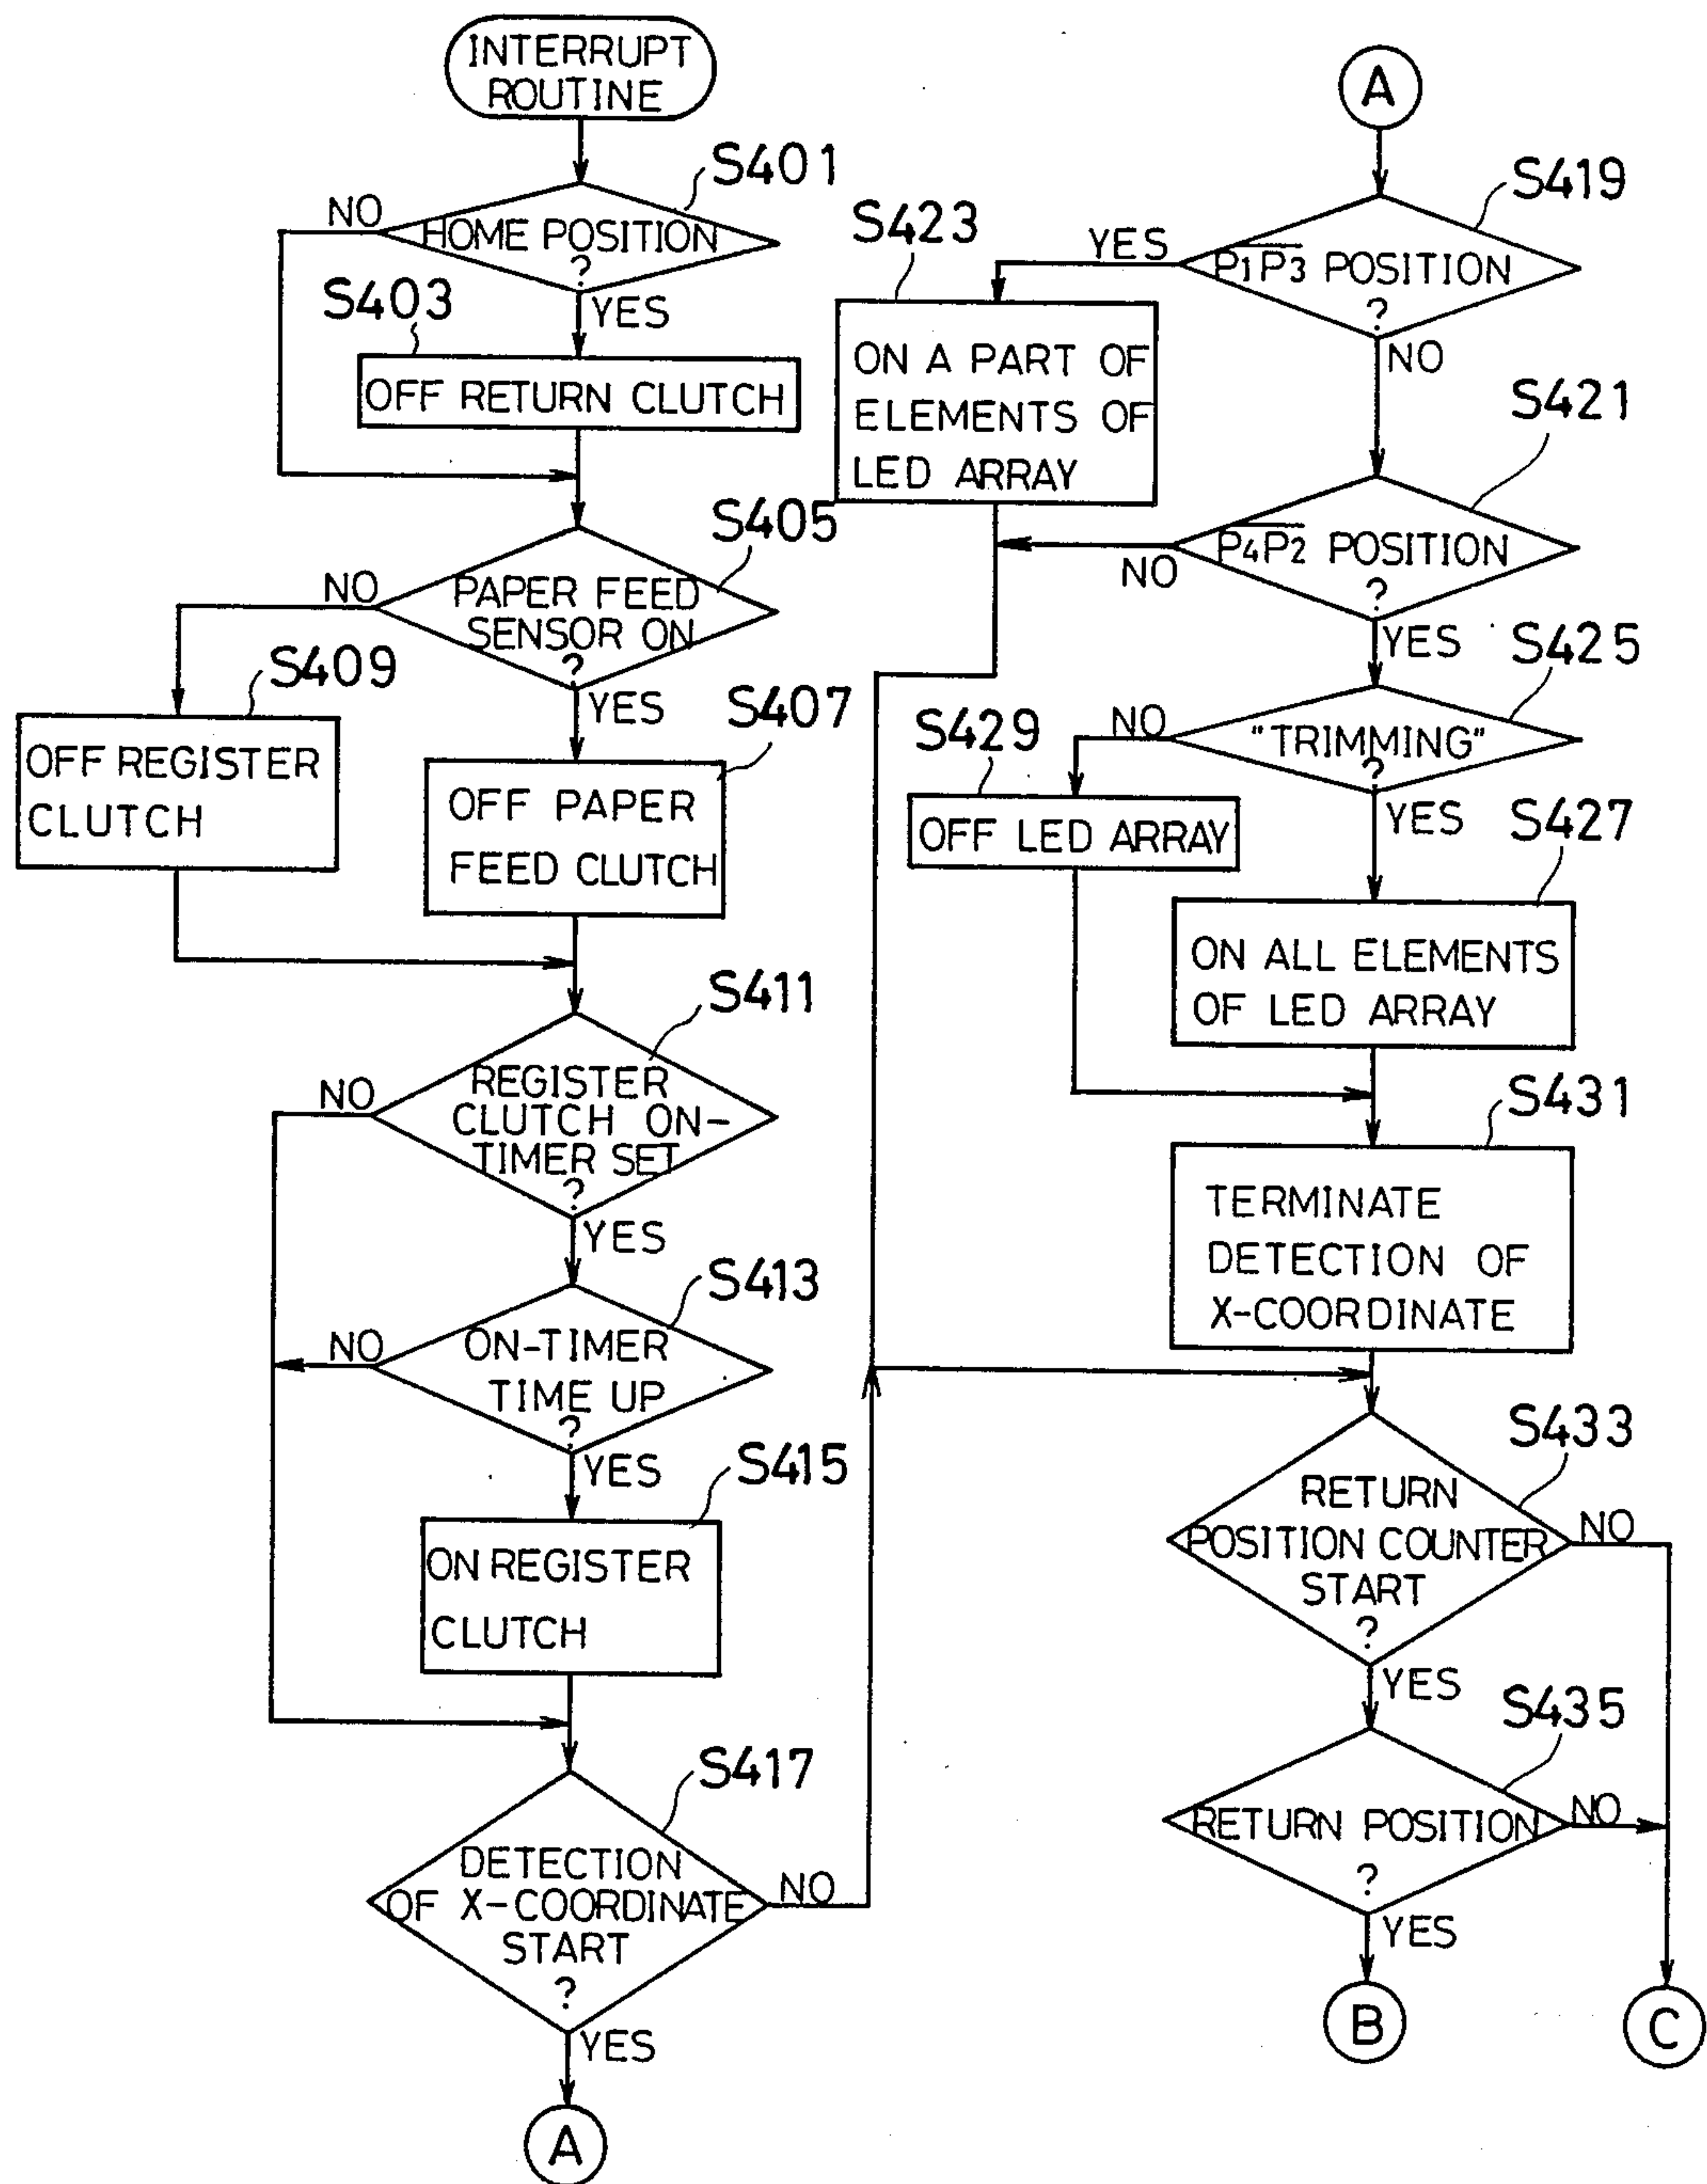 INTERRUPT
ROUTINE
S401
NO
HOME POSITION
?
YES
S403
OFF RETURN CLUTCH
S405
NO
PAPER FEED
SENSOR ON
?
YES
S409
OFF REGISTER
CLUTCH
S407
OFF PAPER
FEED CLUTCH
S411
NO
REGISTER
CLUTCH ON-
TIMER SET
?
YES
S413
NO
ON-TIMER
TIME UP
?
YES
S415
ON REGISTER
CLUTCH
S417
DETECTION
OF X-COORDINATE
START
?
NO
YES
A
A
S419
YES
P1P3 POSITION
?
NO
S423
ON A PART OF
ELEMENTS OF
LED ARRAY
S421
P4P2 POSITION
?
NO
YES
S425
NO
"TRIMMING"
?
YES
S429
OFF LED ARRAY
S427
ON ALL ELEMENTS
OF LED ARRAY
S431
TERMINATE
DETECTION OF
X-COORDINATE
S433
RETURN
POSITION COUNTER
START
?
NO
YES
S435
RETURN POSITION
?
NO
YES
B
C